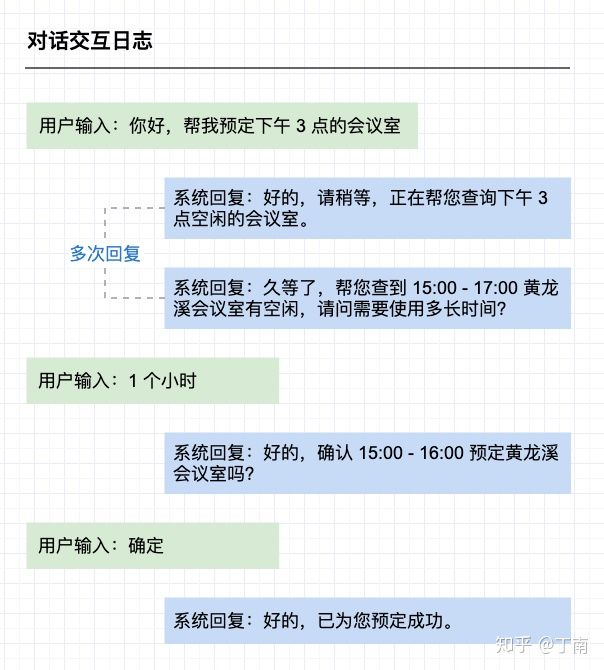 对话交互日志
用户输入：你好，帮我预定下午 3 点的会议室
系统回复：好的，请稍等，正在帮您查询下午 3
点空闲的会议室。
多次回复
系统回复：久等了，帮您查到 15:00 - 17:00 黄龙
溪会议室有空闲，请问需要使用多长时间？
用户输入：1 个小时
系统回复：好的，确认 15:00 - 16:00 预定黄龙溪
会议室吗？
用户输入：确定
系统回复：好的，已为您预定成功。
知乎 @丁南